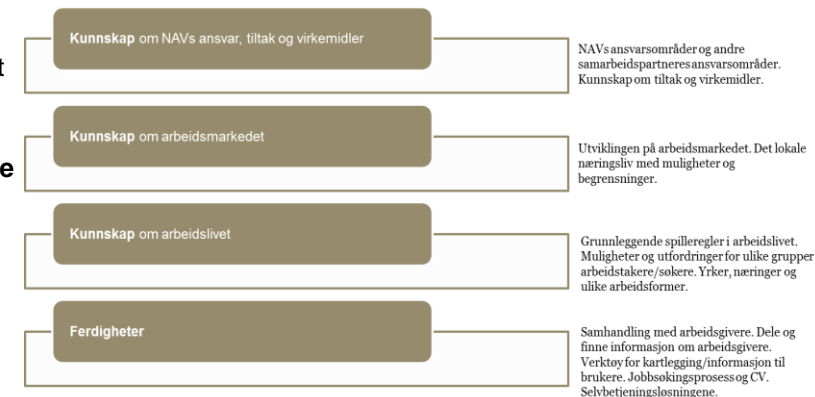 Kunnskap om NAVs ansvar, tiltak og virkemidler
NAVs ansvarsområder og andre
samarbeidspartneres ansvarsområder.
Kunnskap om tiltak og virkemidler.
t
Kunnskap om arbeidsmarkedet
Utviklingen på arbeidsmarkedet. Det lokale
næringsliv med muligheter og
begrensninger.
e
Kunnskap om arbeidslivet
Grunnleggende spilleregler i arbeidslivet.
Muligheter og utfordringer for ulike grupper
arbeidstakere/søkere. Yrker, næringer og
ulike arbeidsformer.
Ferdigheter
Samhandling med arbeidsgivere. Dele og
finne informasjon om arbeidsgivere.
Verktøy for kartlegging/informasjon til
brukere. Jobbsøkingsprosess og CV.
Selvbetjeningsløsningene.